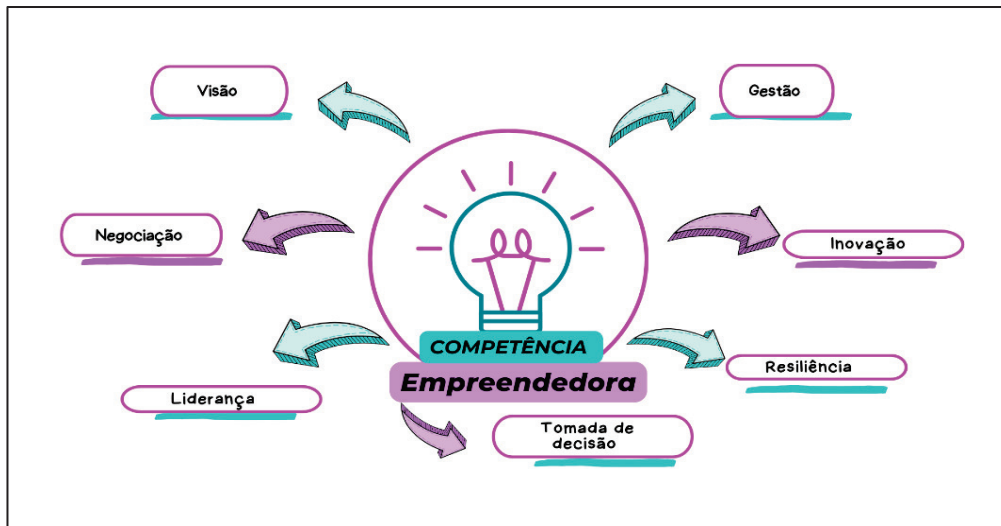 Visão
Gestão
Negociação
Inovação
COMPETÊNCIA
Empreendedora
Resiliência
Liderança
Tomada de
decisão